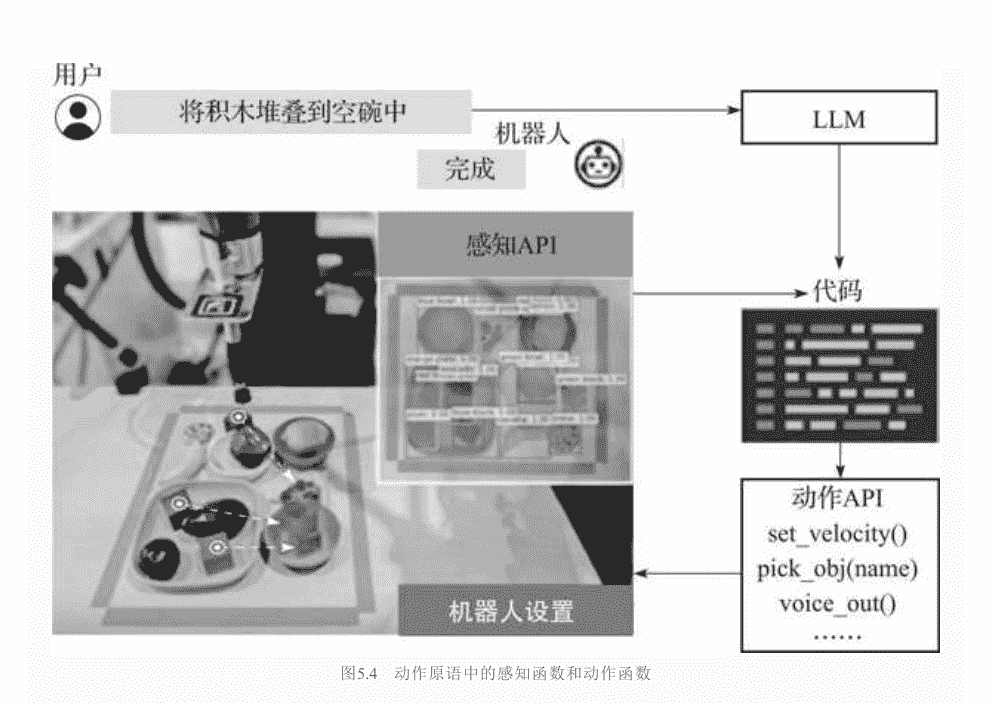 用户
将积木堆叠到空碗中
LLM
机器人
完成
感知API
代码
动作API
set_velocity()
pick_obj(name)
voice_out()
……
机器人设置
图5.4 动作原语中的感知函数和动作函数